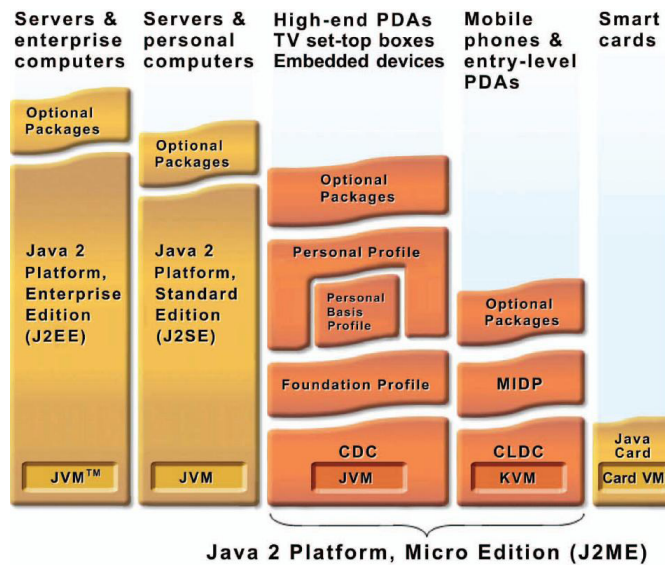 Servers &
enterprise
computers
Servers &
personal
computers
High-end PDAs
TV set-top boxes
Embedded devices
Mobile
phones &
entry-level
PDAs
Smart
cards
Optional
Packages
Java 2
Platform,
Enterprise
Edition
(J2EE)
JVM™
Optional
Packages
Java 2
Platform,
Standard
Edition
(J2SE)
JVM
Optional
Packages
Personal Profile
Personal
Basis
Profile
Foundation Profile
CDC
JVM
Optional
Packages
MIDP
CLDC
KVM
Java
Card
Card VM
Java 2 Platform, Micro Edition (J2ME)